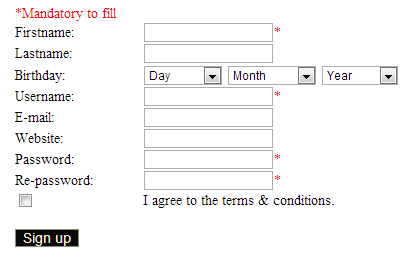 *Mandatory to fill
Firstname: *
Lastname:
Birthday: Day Month Year
Username: *
E-mail:
Website:
Password: *
Re-password: *
I agree to the terms & conditions.
Sign up